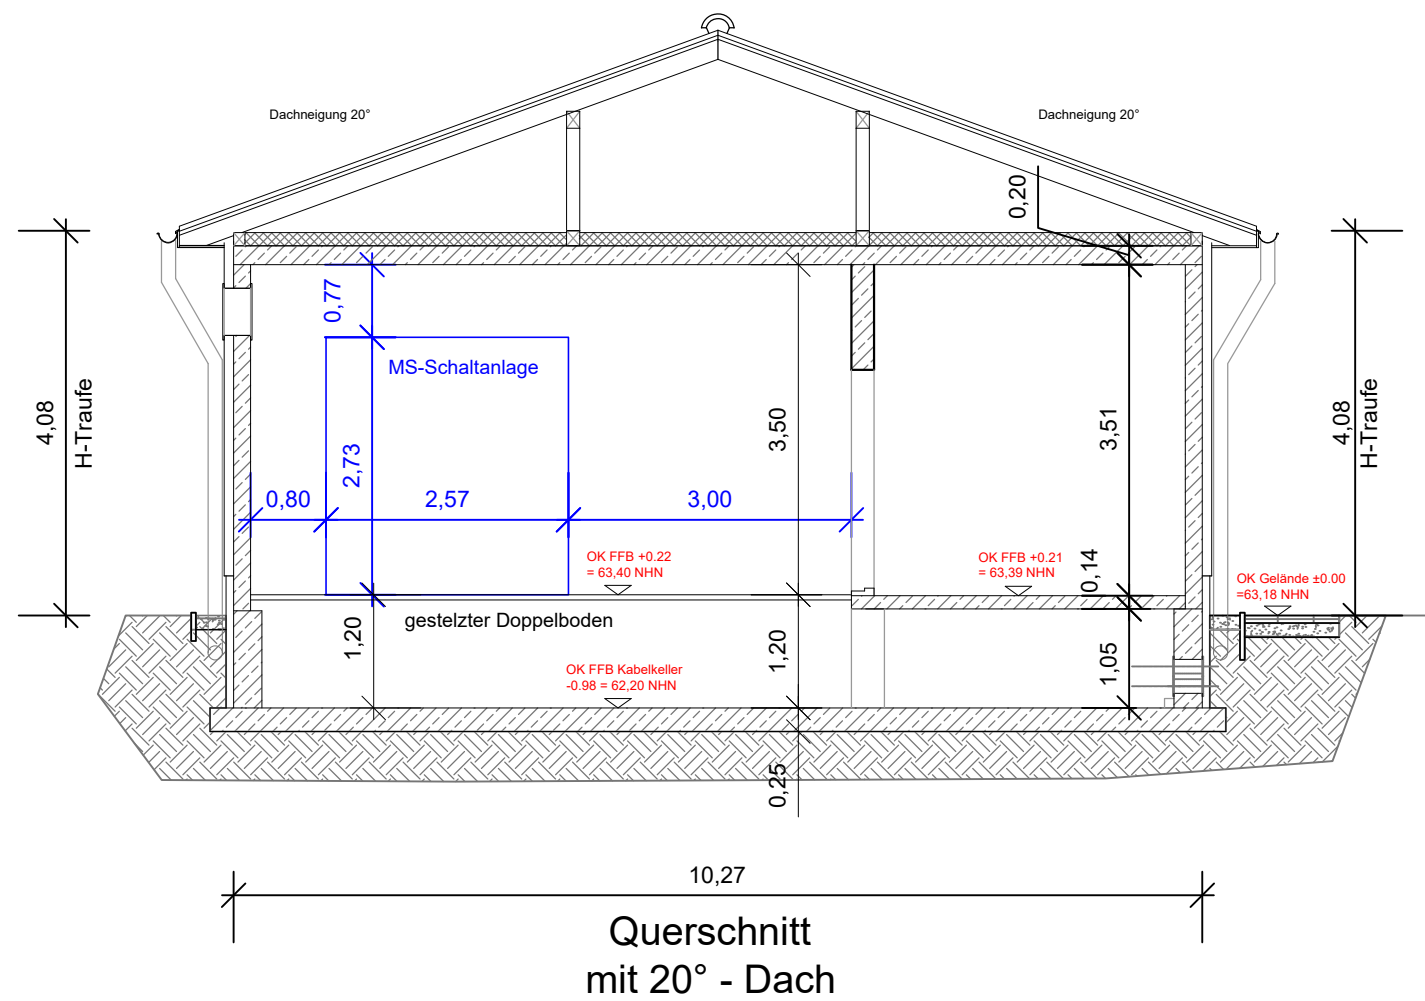 Dachneigung 20°
Dachneigung 20°
0,20
0,77
MS-Schaltanlage
4,08
H-Traufe
2,73
3,50
3,51
4,08
H-Traufe
0,80
2,57
3,00
OK FFB +0.22
= 63,40 NHN
OK FFB +0.21
= 63,39 NHN
0,14
OK Gelände ±0.00
=63,18 NHN
gestelzter Doppelboden
1,20
1,20
1,05
OK FFB Kabelkeller
-0.98 = 62,20 NHN
0,25
10,27
Querschnitt
mit 20° - Dach